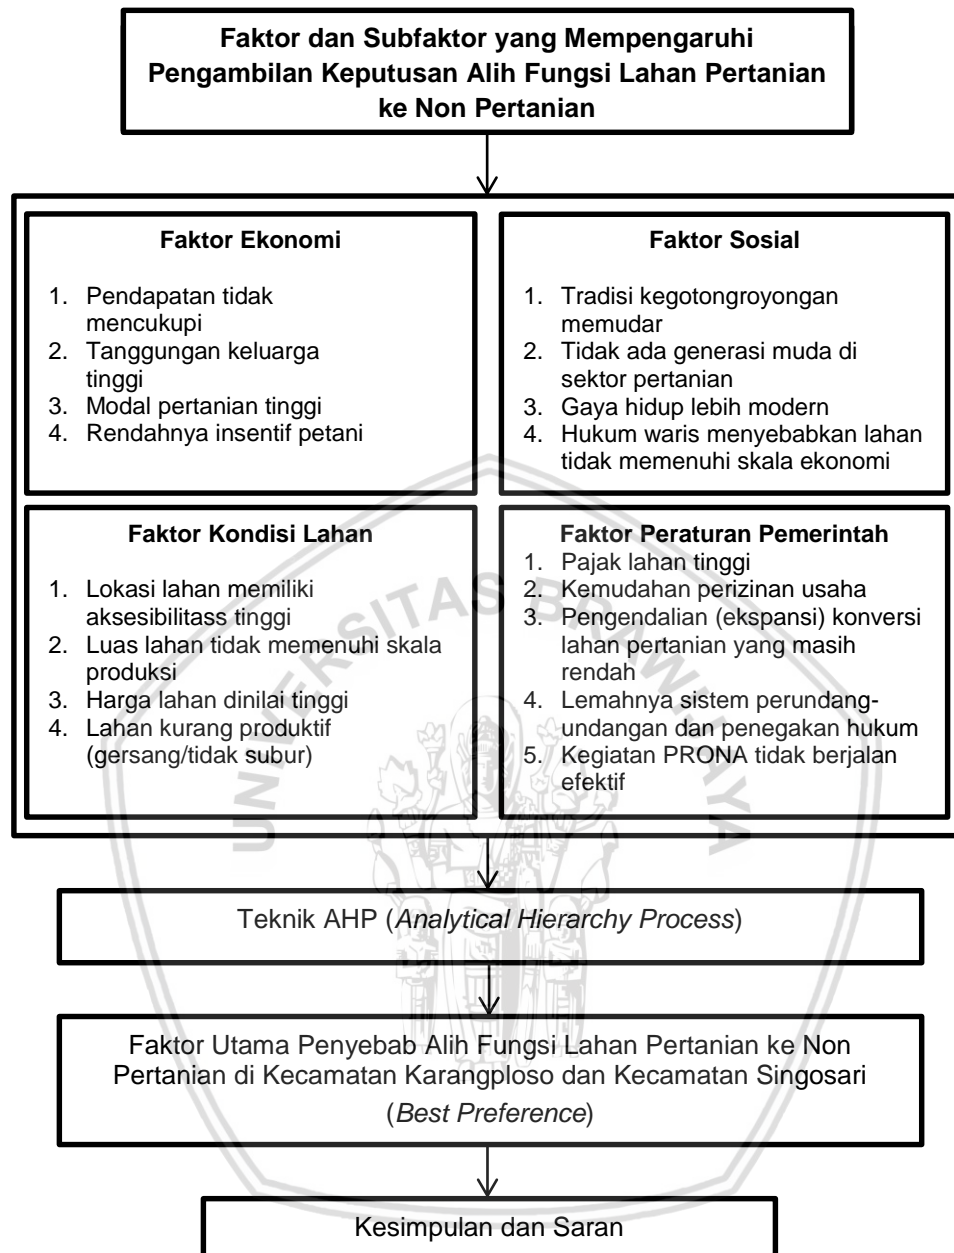 Faktor dan Subfaktor yang Mempengaruhi
Pengambilan Keputusan Alih Fungsi Lahan Pertanian
ke Non Pertanian
Faktor Ekonomi
1. Pendapatan tidak
mencukupi
2. Tanggungan keluarga
tinggi
3. Modal pertanian tinggi
4. Rendahnya insentif petani
Faktor Sosial
1. Tradisi kegotongroyongan
memudar
2. Tidak ada generasi muda di
sektor pertanian
3. Gaya hidup lebih modern
4. Hukum waris menyebabkan lahan
tidak memenuhi skala ekonomi
Faktor Kondisi Lahan
1. Lokasi lahan memiliki
aksesibilitass tinggi
2. Luas lahan tidak memenuhi skala
produksi
3. Harga lahan dinilai tinggi
4. Lahan kurang produktif
(gersang/tidak subur)
Faktor Peraturan Pemerintah
1. Pajak lahan tinggi
2. Kemudahan perizinan usaha
3. Pengendalian (ekspansi) konversi
lahan pertanian yang masih
rendah
4. Lemahnya sistem perundang-
undangan dan penegakan hukum
5. Kegiatan PRONA tidak berjalan
efektif
UNIVERSITAS BRAWIJAYA
Teknik AHP (Analytical Hierarchy Process)
Faktor Utama Penyebab Alih Fungsi Lahan Pertanian ke Non
Pertanian di Kecamatan Karangploso dan Kecamatan Singosari
(Best Preference)
Kesimpulan dan Saran